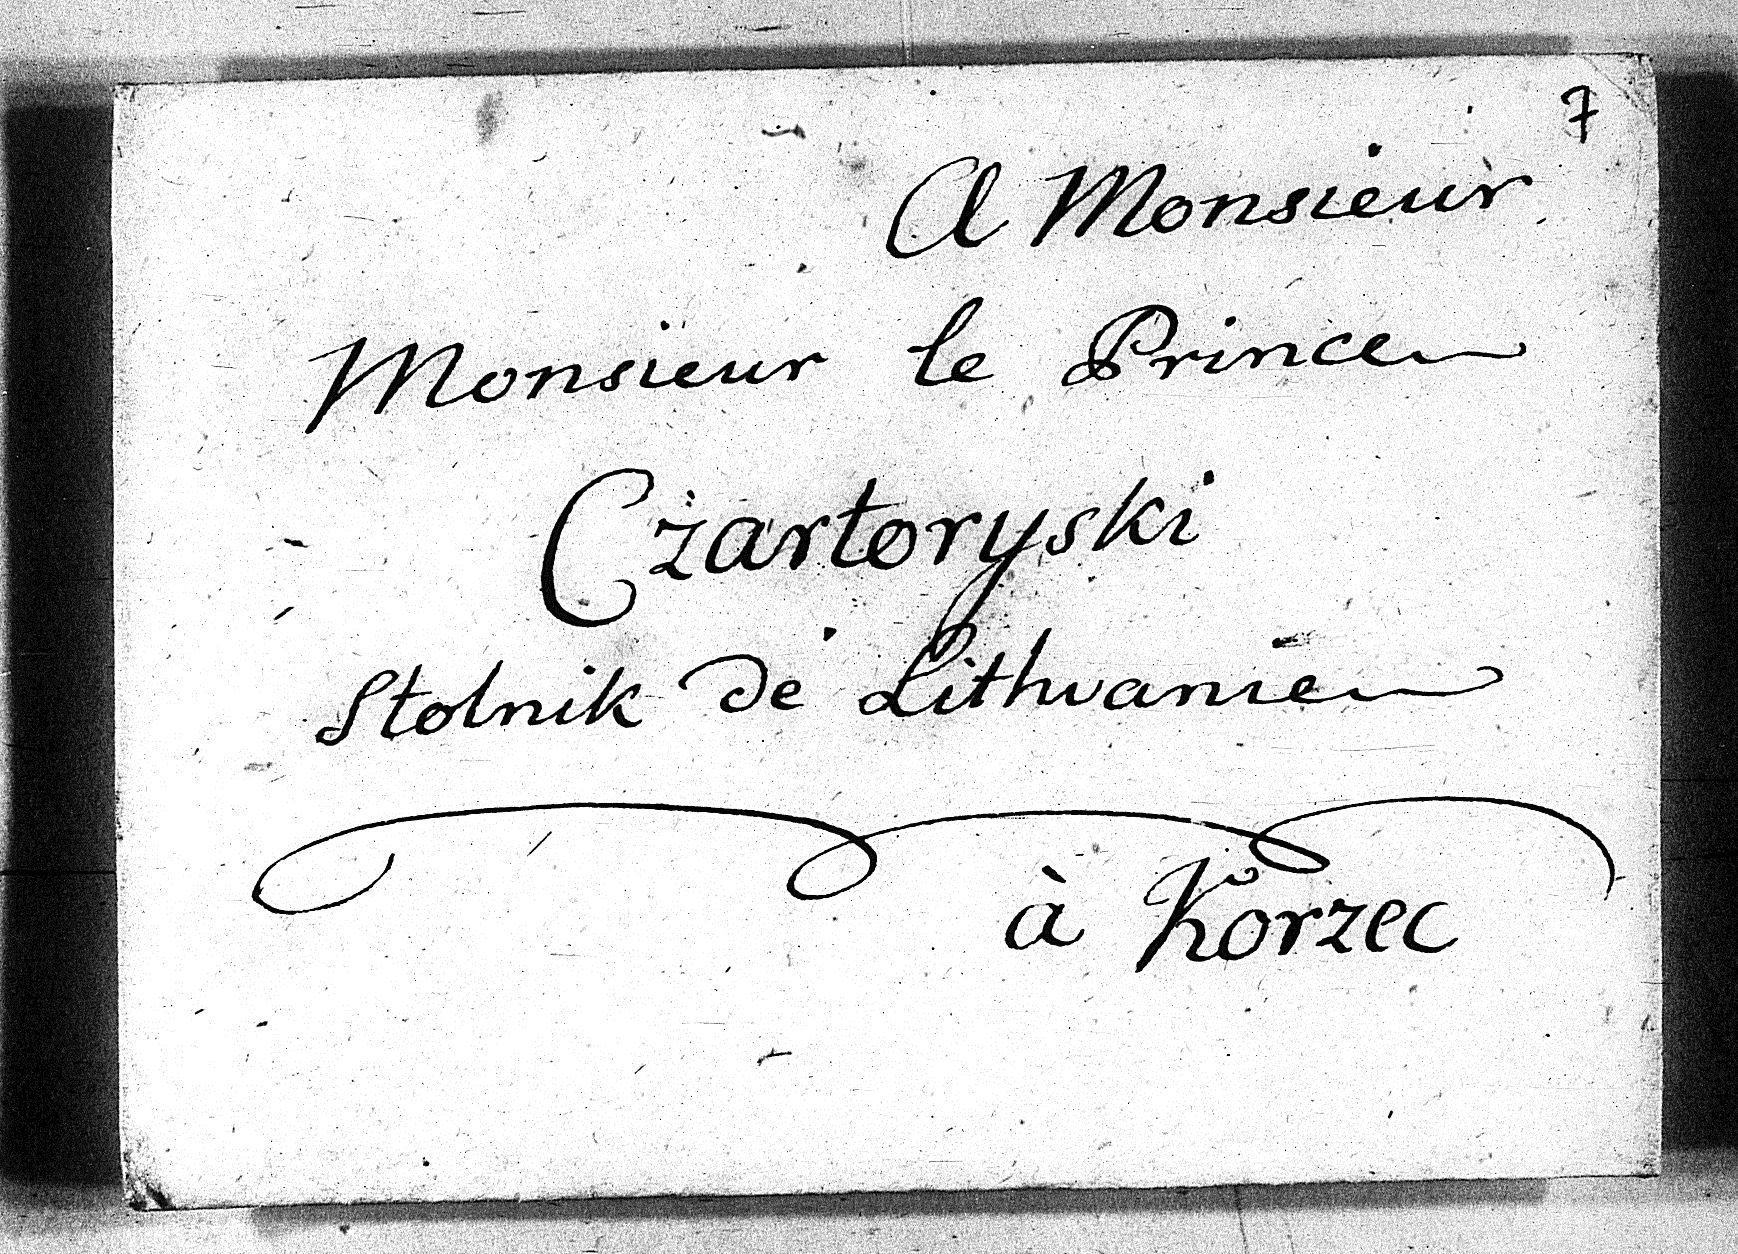 7
A Monsieur
Monsieur le Prince
Czartoryski
Stolnik de Lithuanie
à Korzec